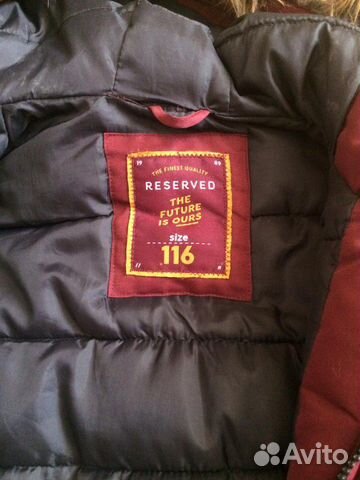 19 89
THE FINEST QUALITY
RESERVED
THE
FUTURE
IS OURS
size
116
Avito